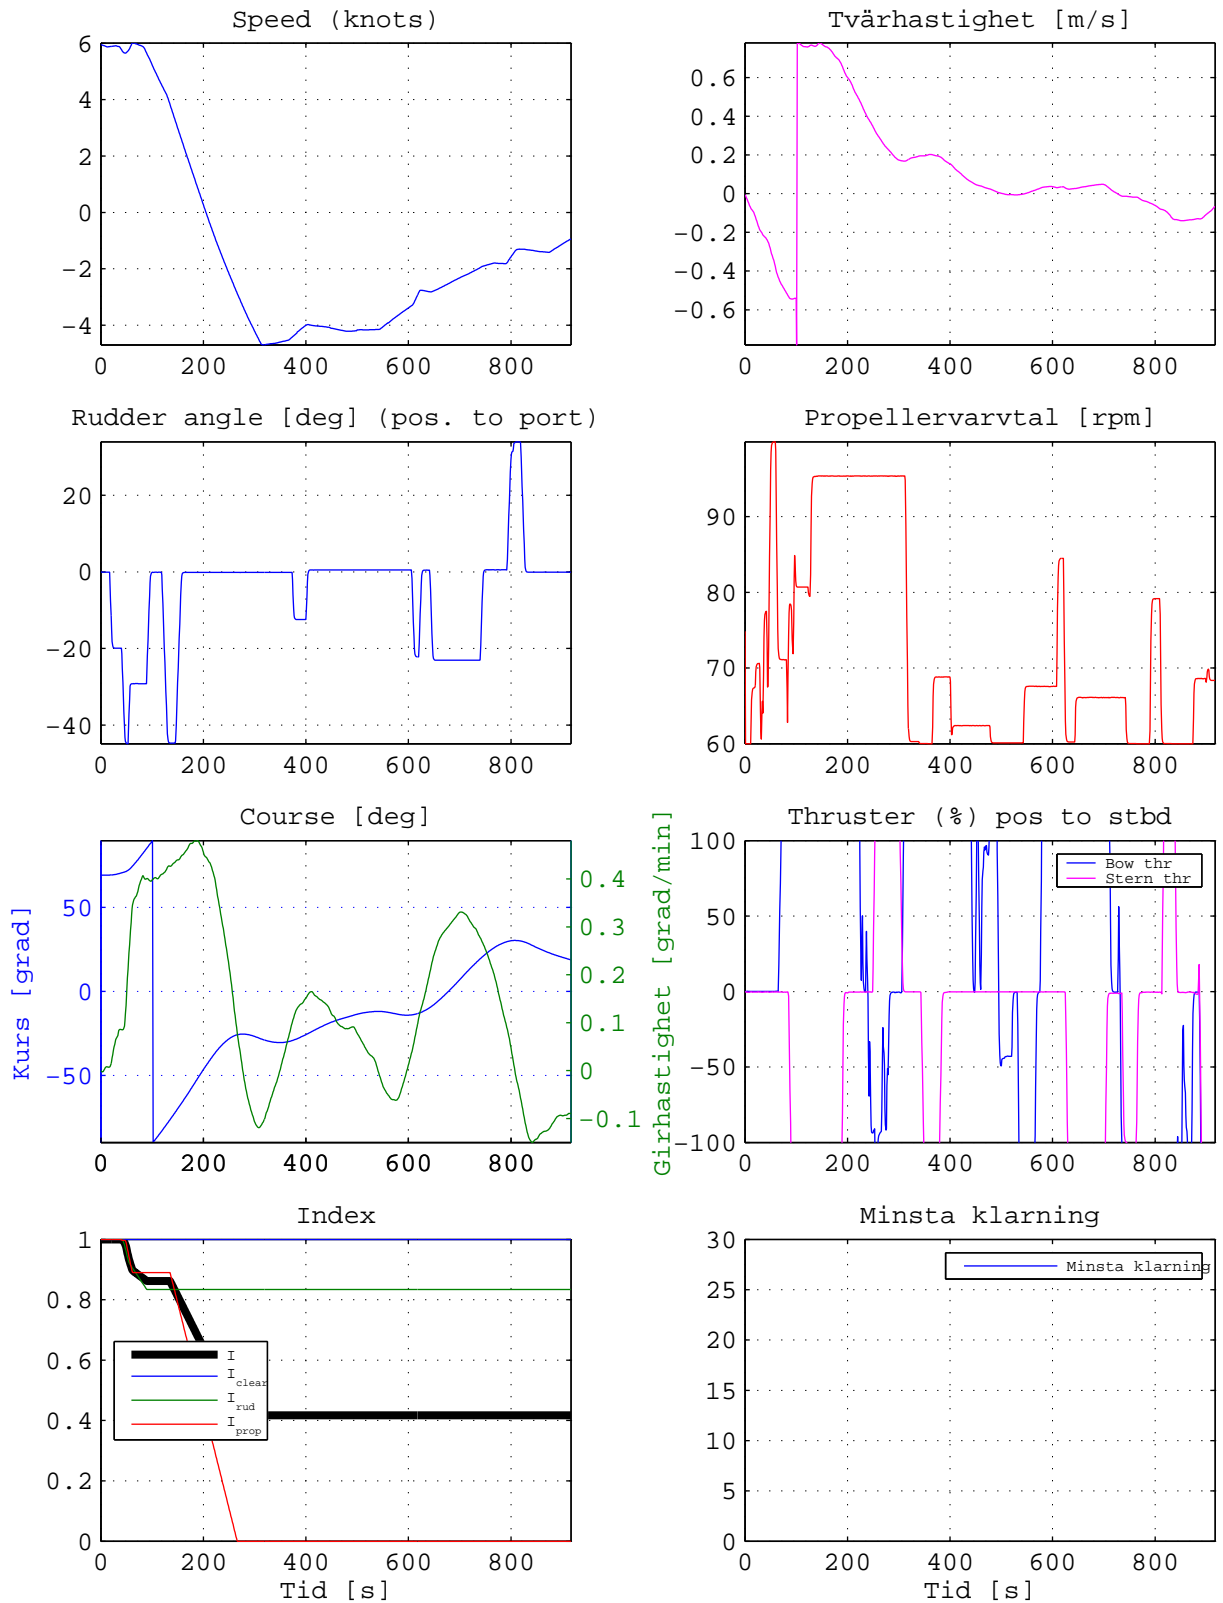 Speed (knots)
6
4
2
0
−2
−4
0 200 400 600 800
Tvärhastighet [m/s]
0.6
0.4
0.2
0
−0.2
−0.4
−0.6
0 200 400 600 800
Rudder angle [deg] (pos. to port)
20
0
−20
−40
0 200 400 600 800
Propellervarvtal [rpm]
90
80
70
60
0 200 400 600 800
Course [deg]
Kurs [grad]
50
0
−50
0.4
0.3
0.2
0.1
0
−0.1
Girhastighet [grad/min]
0 200 400 600 800
Thruster (%) pos to stbd
100
50
0
−50
−100
Bow thr
Stern thr
0 200 400 600 800
Index
1
0.8
0.6
0.4
0.2
0
I
I clear
I rud
I prop
0 200 400 600 800
Tid [s]
Minsta klarning
30
25
20
15
10
5
0
Minsta klarning
0 200 400 600 800
Tid [s]